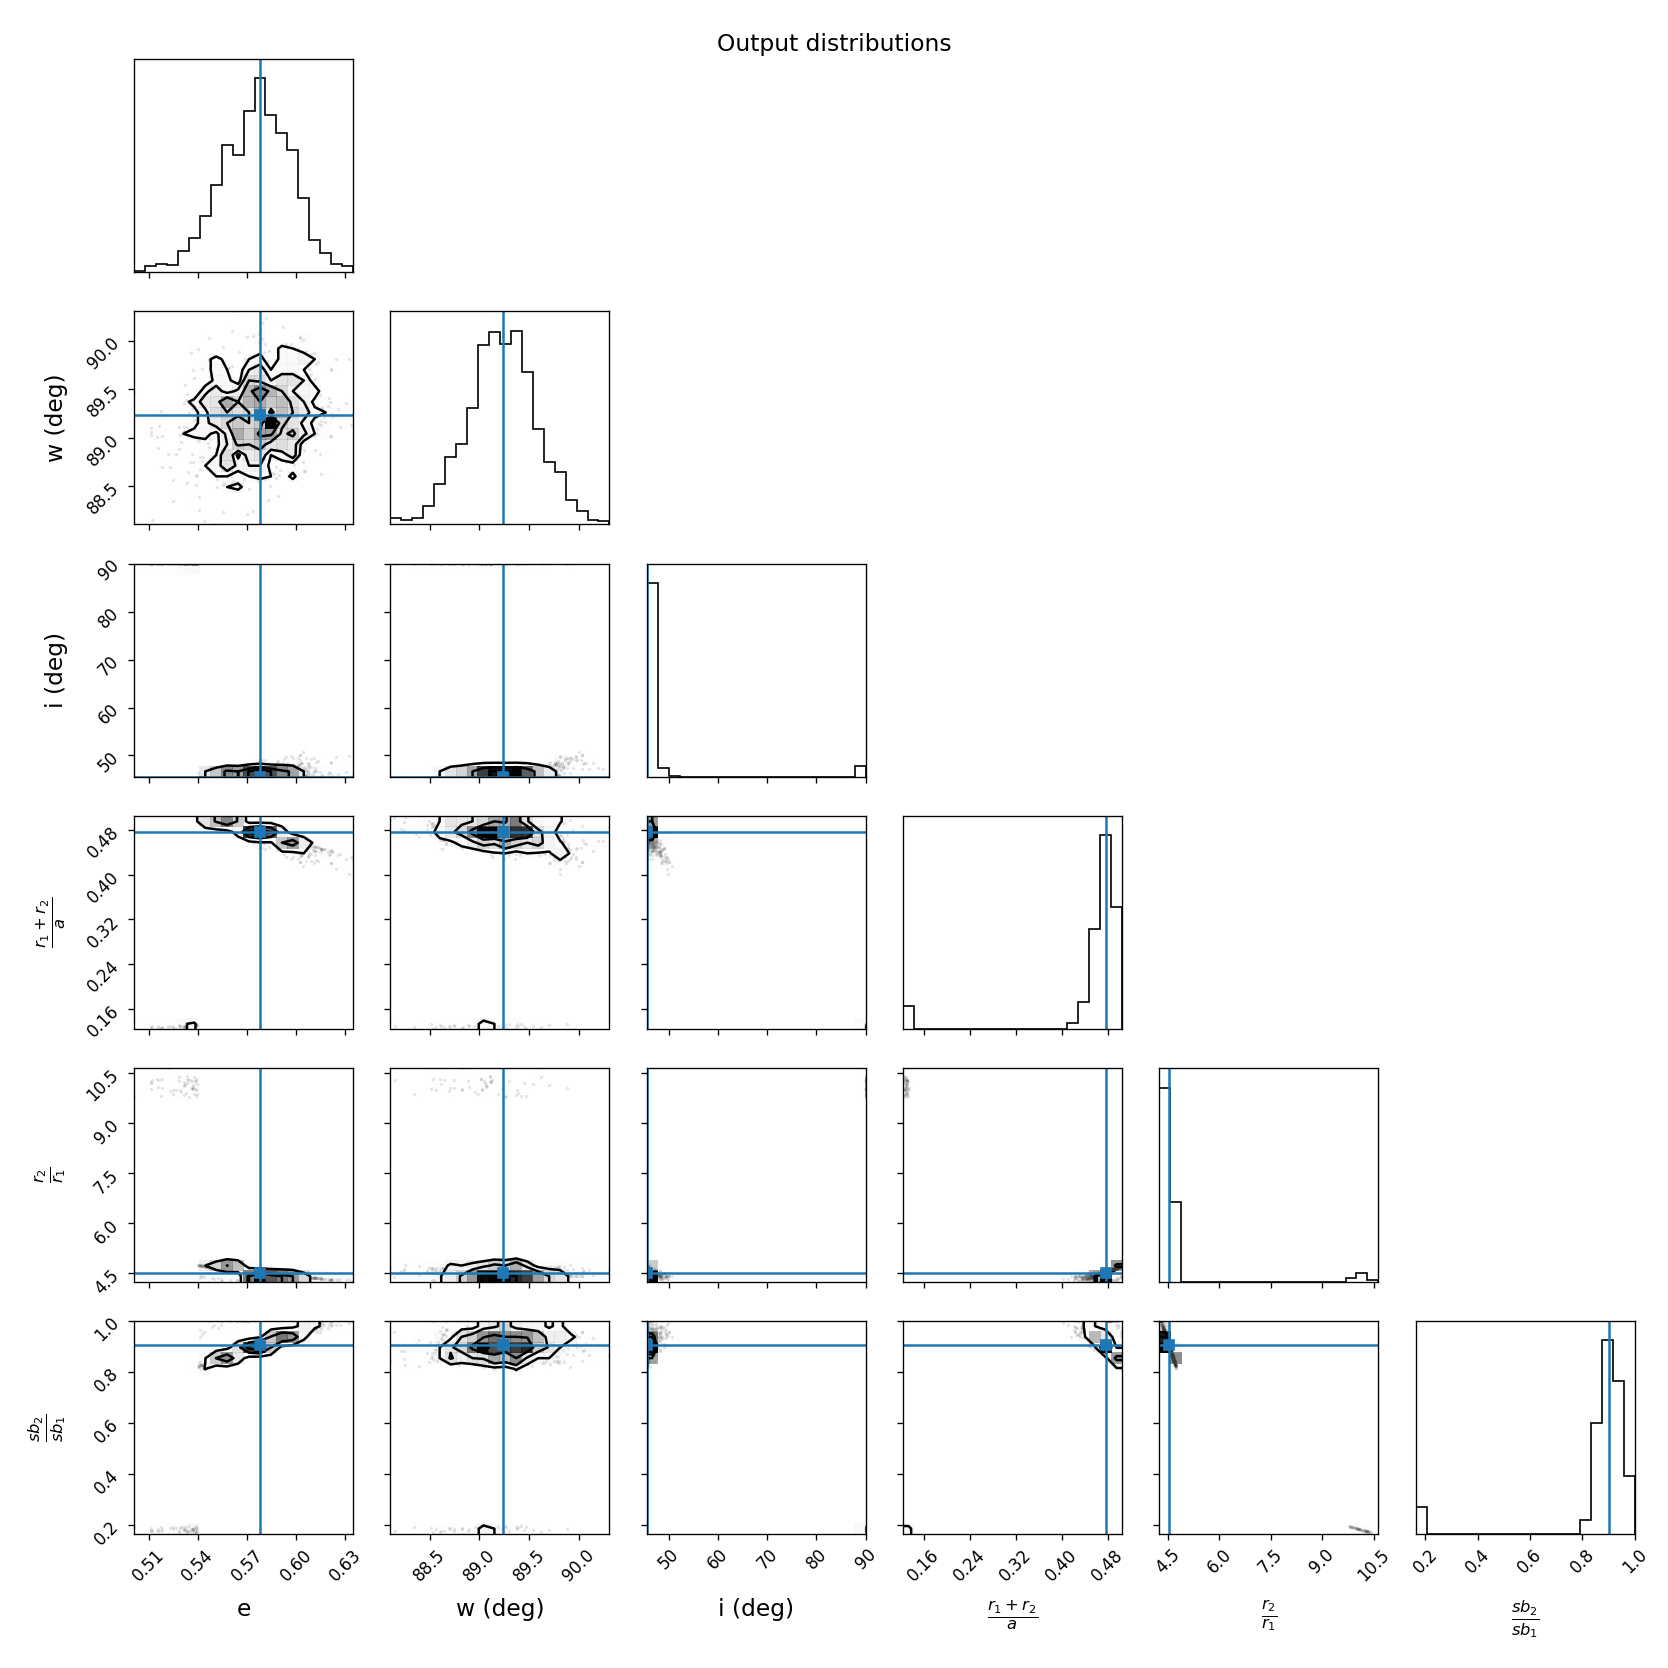 Output distributions
90.0
89.5
89.0
88.5
w (deg)
90
80
70
60
50
i (deg)
0.48
0.40
0.32
0.24
0.16
r₁ + r₂
a
10.5
9.0
7.5
6.0
4.5
r₂
r₁
1.0
0.8
0.6
0.4
0.2
sb₂
sb₁
0.51 0.54 0.57 0.60 0.63 88.5 89.0 89.5 90.0 50 60 70 80 90 0.16 0.24 0.32 0.40 0.48 4.5 6.0 7.5 9.0 10.5 0.2 0.4 0.6 0.8 1.0
e w (deg) i (deg)
r₁ + r₂
a
r₂
r₁
sb₂
sb₁